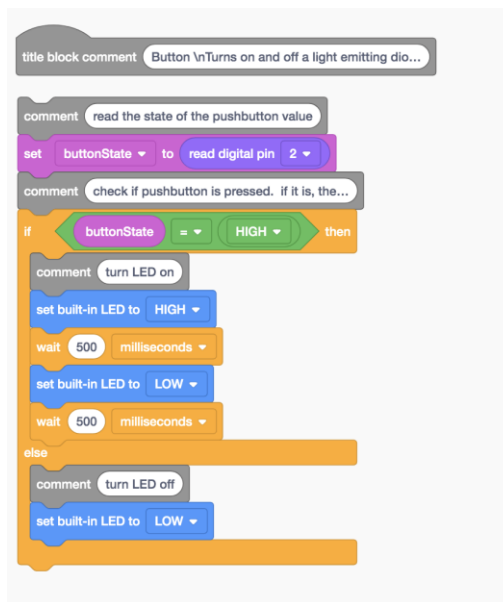 title block comment Button \nTurns on and off a light emitting dio...
comment read the state of the pushbutton value
set buttonState to read digital pin 2
comment check if pushbutton is pressed. if it is, the...
if buttonState = HIGH then
comment turn LED on
set built-in LED to HIGH
wait 500 milliseconds
set built-in LED to LOW
wait 500 milliseconds
else
comment turn LED off
set built-in LED to LOW